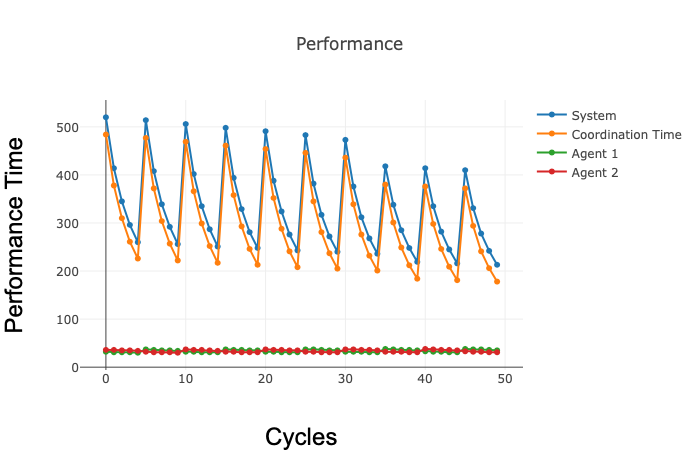 Performance
Performance Time
500
400
300
200
100
0
0
10
20
30
40
50
Cycles
System
Coordination Time
Agent 1
Agent 2